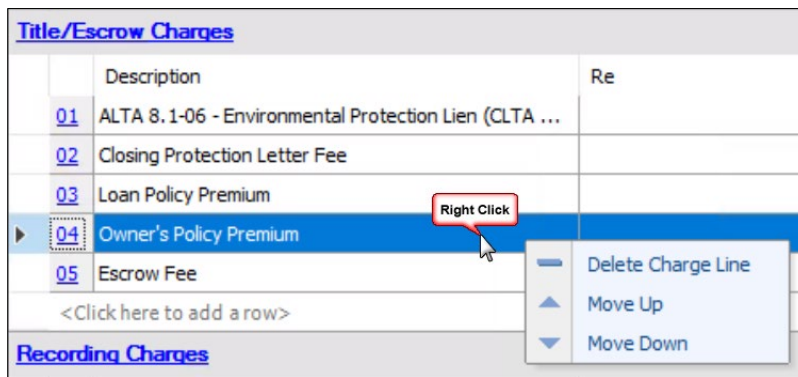 Title/Escrow Charges
Description Re
01 ALTA 8.1-06 - Environmental Protection Lien (CLTA ...
02 Closing Protection Letter Fee
03 Loan Policy Premium
Right Click
04 Owner's Policy Premium
05 Escrow Fee
<Click here to add a row>
Delete Charge Line
Move Up
Move Down
Recording Charges